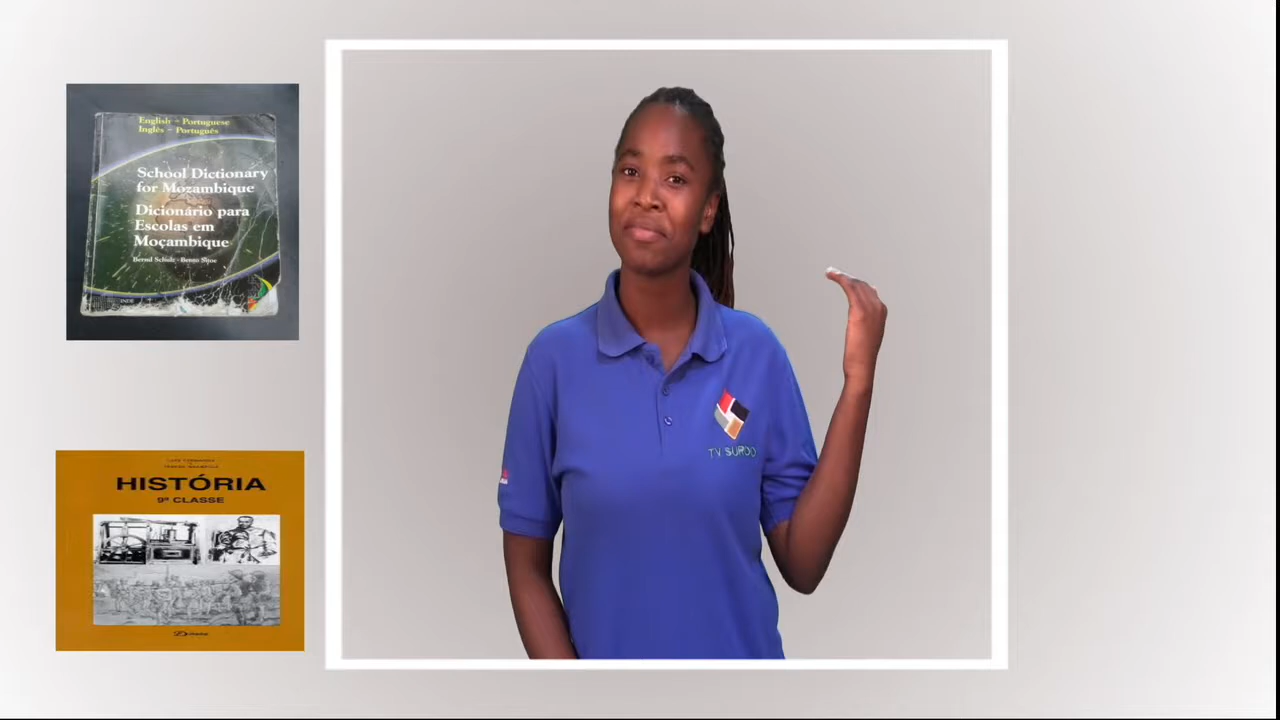 English - Portuguese
Inglês - Português
School Dictionary
for Mozambique
Dicionário para
Escolas em
Moçambique
HISTÓRIA
9ª CLASSE
TV SURDO